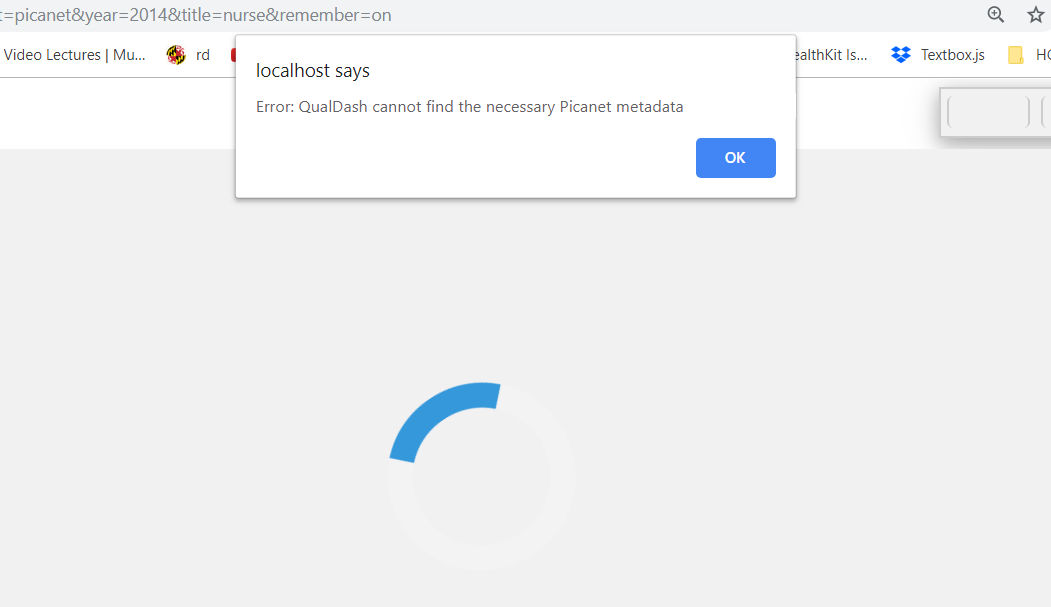 t=picanet&year=2014&title=nurse&remember=on
Video Lectures | Mu... rd ealthKit Is... Textbox.js HO
localhost says
Error: QualDash cannot find the necessary Picanet metadata
OK